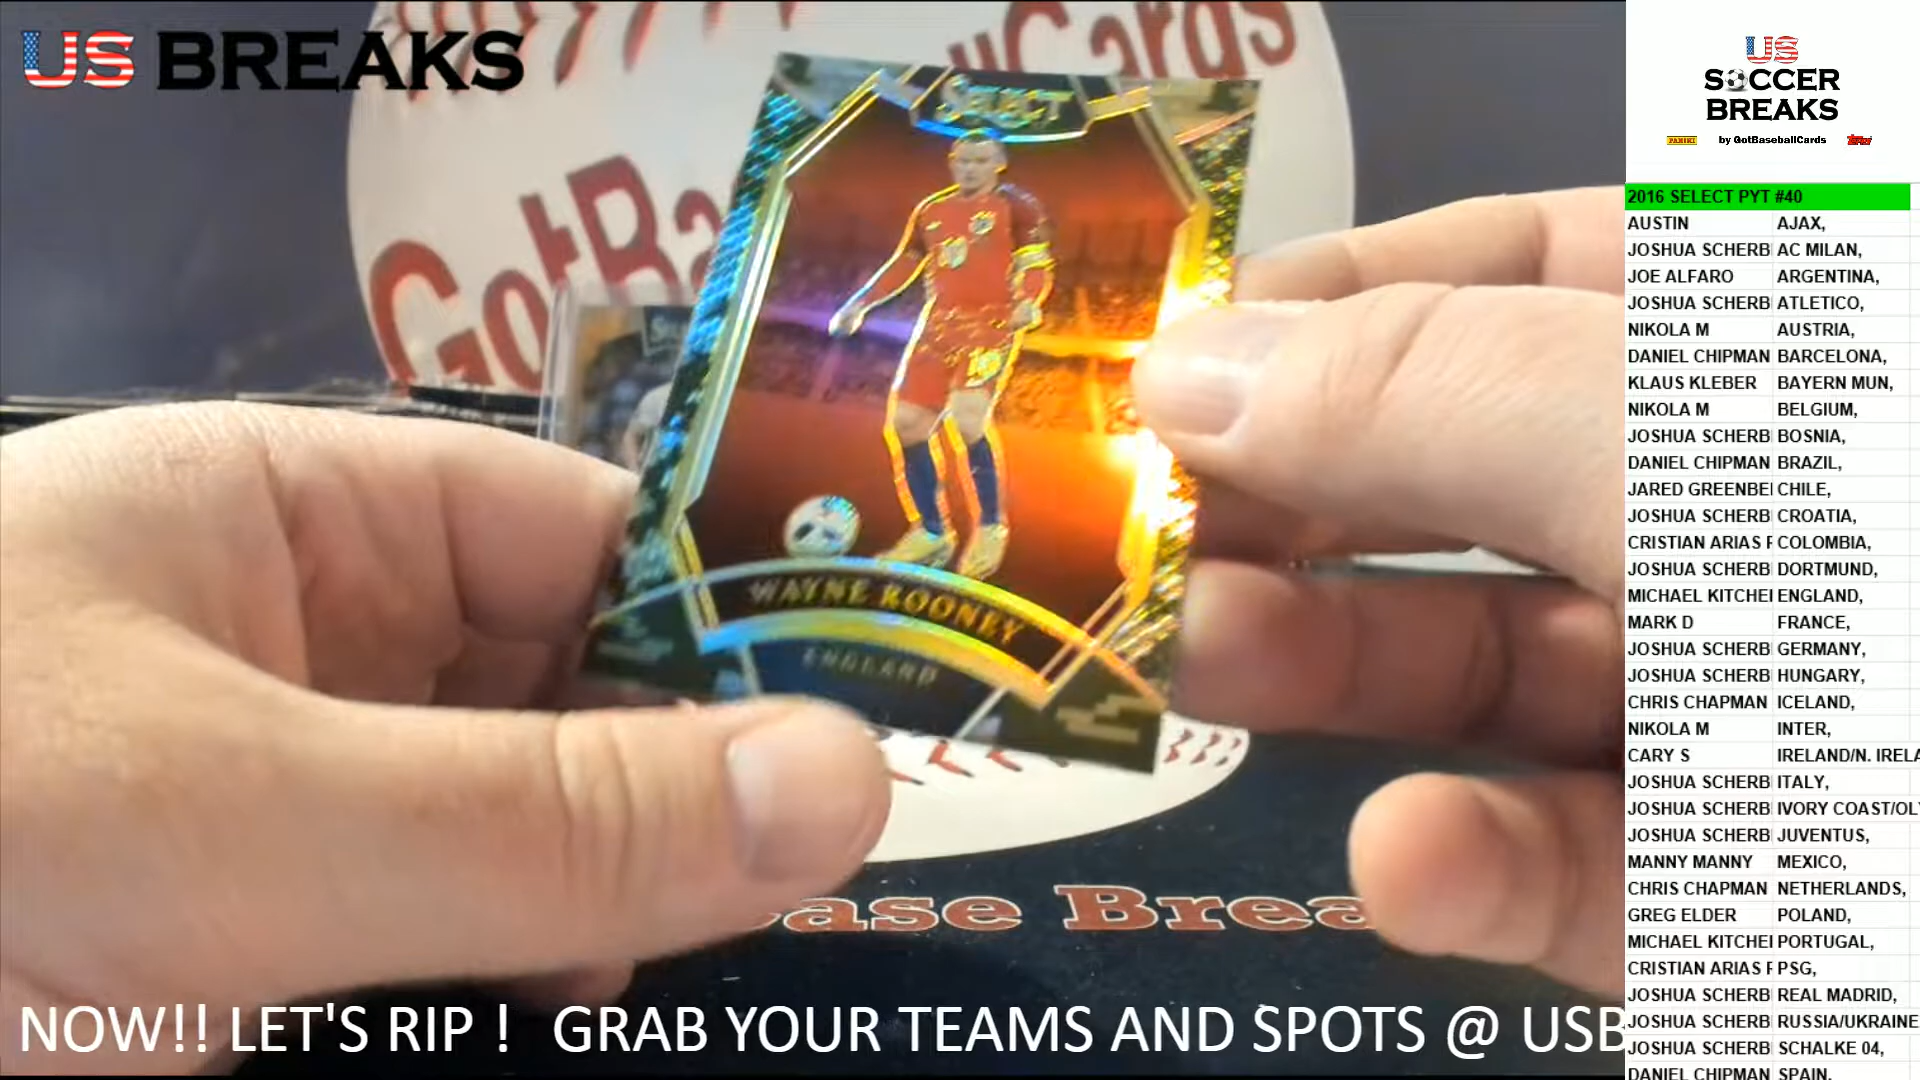 US BREAKS
US
SOCCER
BREAKS
PANINI by GotBaseballCards Topps
SELECT
WAYNE ROONEY
ENGLAND
2016 SELECT PYT #40
AUSTIN AJAX,
JOSHUA SCHERB AC MILAN,
JOE ALFARO ARGENTINA,
JOSHUA SCHERB ATLETICO,
NIKOLA M AUSTRIA,
DANIEL CHIPMAN BARCELONA,
KLAUS KLEBER BAYERN MUN,
NIKOLA M BELGIUM,
JOSHUA SCHERB BOSNIA,
DANIEL CHIPMAN BRAZIL,
JARED GREENBE CHILE,
JOSHUA SCHERB CROATIA,
CRISTIAN ARIAS COLOMBIA,
JOSHUA SCHERB DORTMUND,
MICHAEL KITCHE ENGLAND,
MARK D FRANCE,
JOSHUA SCHERB GERMANY,
JOSHUA SCHERB HUNGARY,
CHRIS CHAPMAN ICELAND,
NIKOLA M INTER,
CARY S IRELAND/N. IRELA
JOSHUA SCHERB ITALY,
JOSHUA SCHERB IVORY COAST/OLY
JOSHUA SCHERB JUVENTUS,
MANNY MANNY MEXICO,
CHRIS CHAPMAN NETHERLANDS,
GREG ELDER POLAND,
MICHAEL KITCHE PORTUGAL,
CRISTIAN ARIAS PSG,
JOSHUA SCHERB REAL MADRID,
JOSHUA SCHERB RUSSIA/UKRAINE
JOSHUA SCHERB SCHALKE 04,
DANIEL CHIPMAN SPAIN,
NOW!! LET'S RIP ! GRAB YOUR TEAMS AND SPOTS @ USB